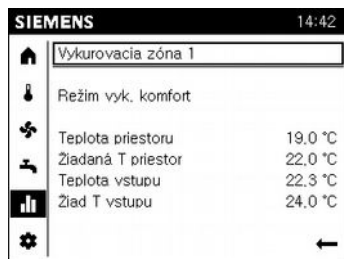 SIEMENS 14:42
Vykurovacia zóna 1
Režim vyk. komfort
Teplota priestoru 19,0 °C
Žiadaná T priestor 22,0 °C
Teplota vstupu 22,3 °C
Žiad T vstupu 24,0 °C